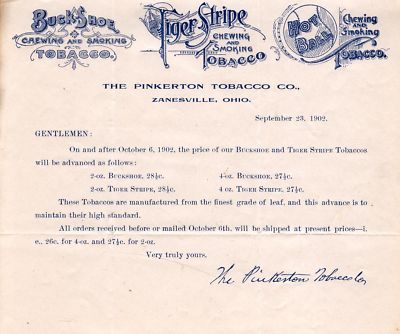 BUCKSHOE
CHEWING AND SMOKING
TOBACCO.
Tiger Stripe
CHEWING
AND
SMOKING
TOBACCO
HOT
BALL
Chewing
and
Smoking
TOBACCO.
THE PINKERTON TOBACCO CO.,
ZANESVILLE, OHIO.
September 23, 1902.
GENTLEMEN:
On and after October 6, 1902, the price of our BUCKSHOE and TIGER STRIPE Tobaccos
will be advanced as follows:
2-oz. BUCKSHOE, 28½c. 4-oz. BUCKSHOE, 27½c.
2-oz. TIGER STRIPE, 28½c. 4 oz. TIGER STRIPE, 27½c.
These Tobaccos are manufactured from the finest grade of leaf, and this advance is to
maintain their high standard.
All orders received before or mailed October 6th. will be shipped at present prices—i.
e., 26c. for 4-oz. and 27½c. for 2-oz.
Very truly yours,
The Pinkerton Tobacco Co